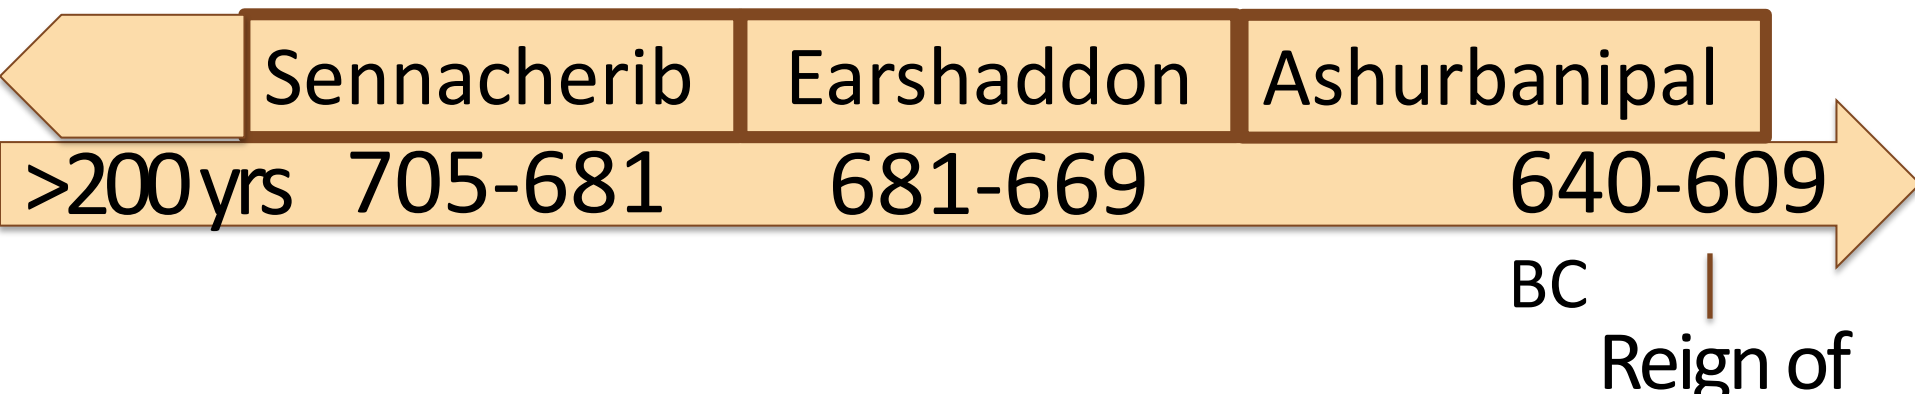 Sennacherib Earshaddon Ashurbanipal
>200 yrs 705-681 681-669 640-609
BC
Reign of